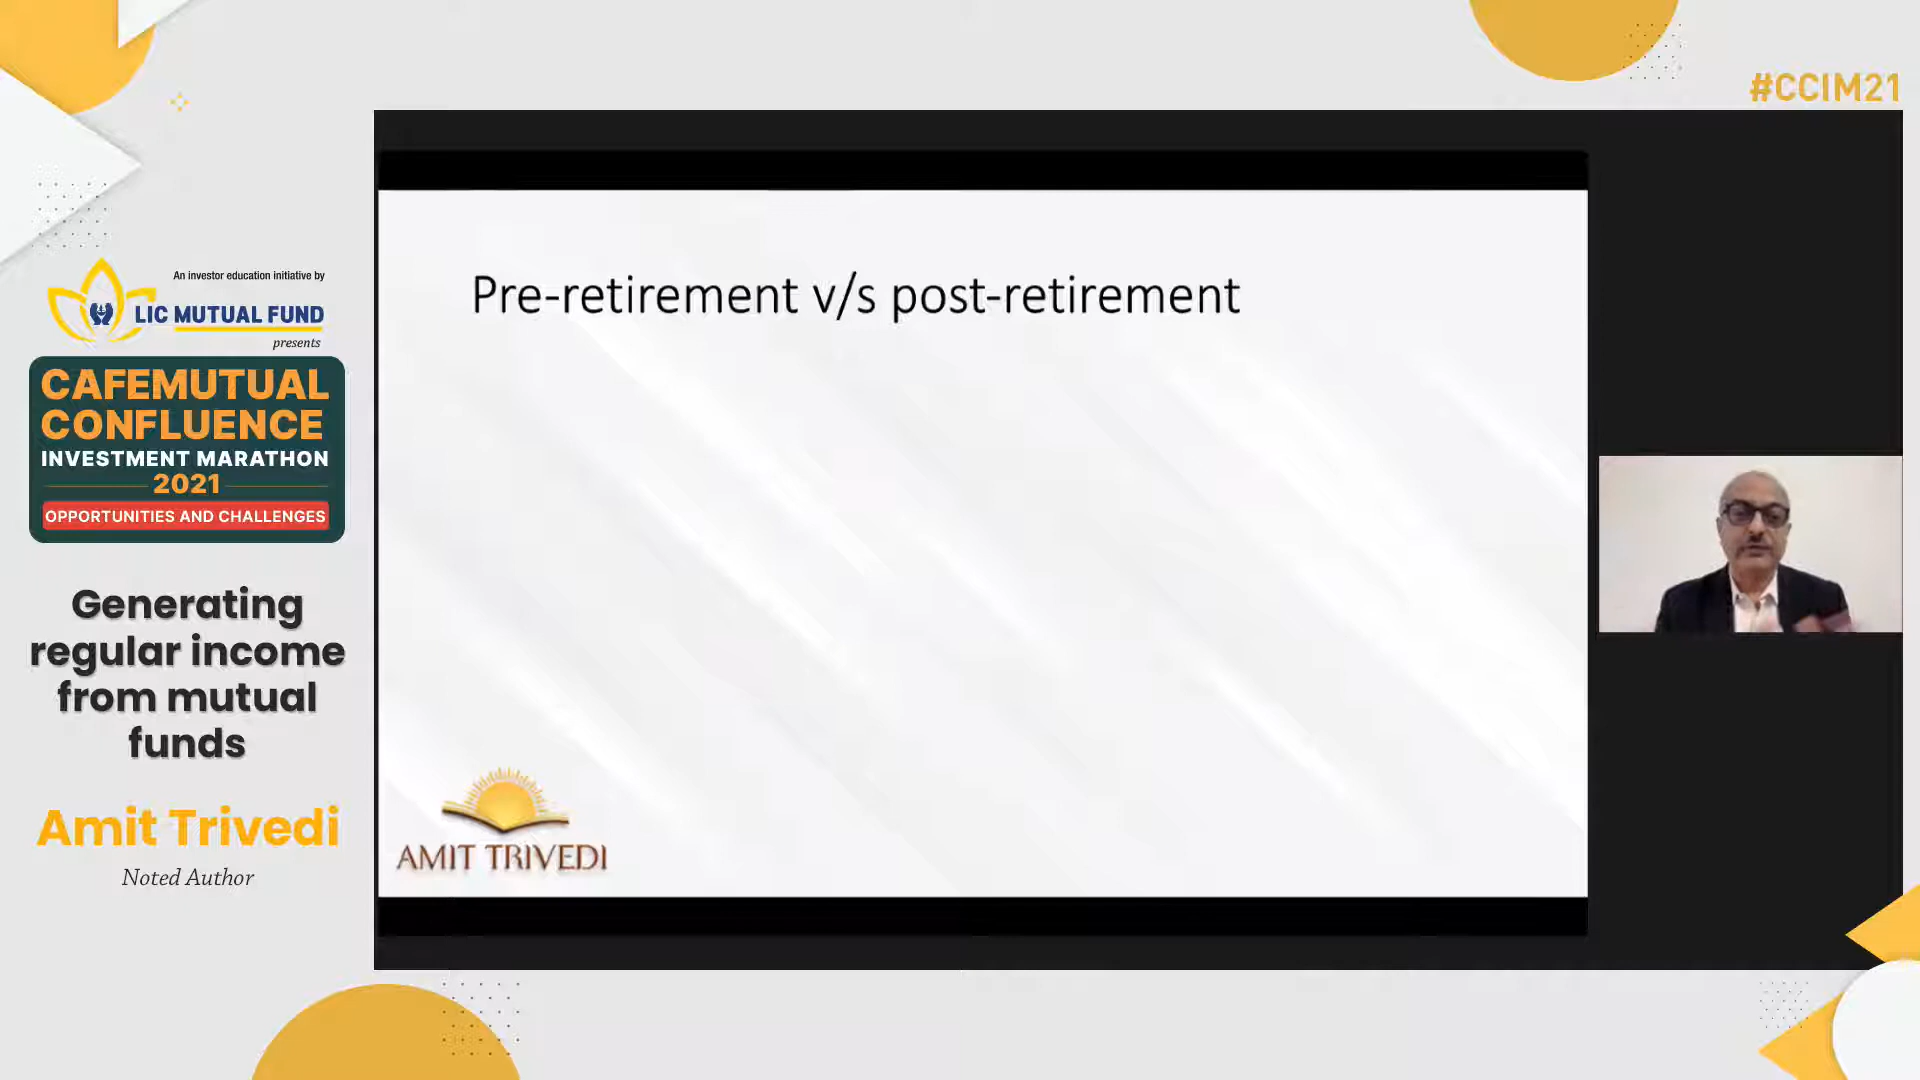 #CCIM21
An investor education initiative by
LIC MUTUAL FUND
presents
CAFEMUTUAL
CONFLUENCE
INVESTMENT MARATHON
2021
OPPORTUNITIES AND CHALLENGES
Generating
regular income
from mutual
funds
Amit Trivedi
Noted Author
Pre-retirement v/s post-retirement
AMIT TRIVEDI